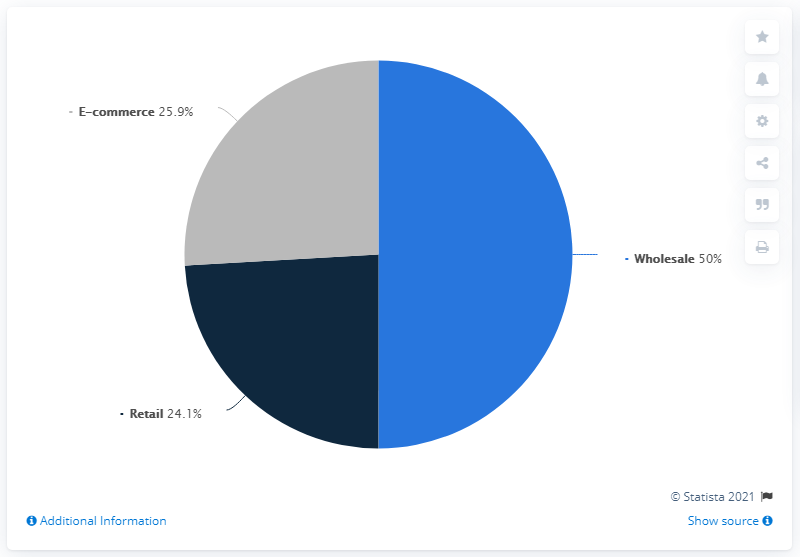 E-commerce 25.9%
Wholesale 50%
Retail 24.1%
© Statista 2021
Additional Information
Show source